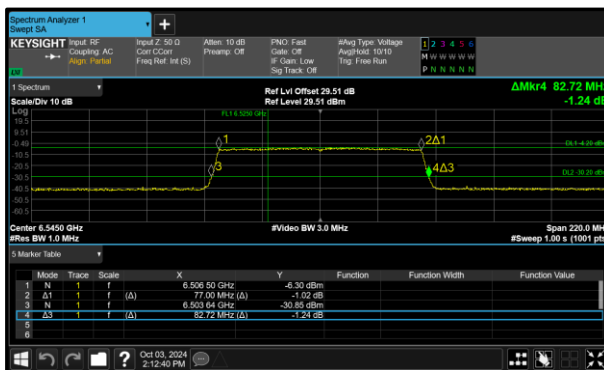 Spectrum Analyzer 1
Swept SA
+
KEYSIGHT Input: RF Input Z: 50 Ω Atten: 10 dB PNO: Fast #Avg Type: Voltage 1 2 3 4 5 6
Coupling: AC Corr CCorr Preamp: Off Gate: Off Avg|Hold: 10/10 M W W W W W
Align: Partial Freq Ref: Int (S) IF Gain: Low Trig: Free Run P N N N N N
Sig Track: Off
1 Spectrum Ref Lvl Offset 29.51 dB ΔMkr4 82.72 MHz
Scale/Div 10 dB Ref Level 29.51 dBm -1.24 dB
Log FL1 6.5250 GHz
19.5
9.51
-0.49 1 2Δ1 DL1 -4.20 dBm
-10.5
-20.5 3 4Δ3
-30.5 DL2 -30.20 dBm
-40.5
-50.5
-60.5
Center 6.5450 GHz #Video BW 3.0 MHz Span 220.0 MHz
#Res BW 1.0 MHz #Sweep 1.00 s (1001 pts)
5 Marker Table
Mode Trace Scale X Y Function Function Width Function Value
1 N 1 f 6.506 50 GHz -6.30 dBm
2 Δ1 1 f (Δ) 77.00 MHz (Δ) -1.02 dB
3 N 1 f 6.503 64 GHz -30.85 dBm
4 Δ3 1 f (Δ) 82.72 MHz (Δ) -1.24 dB
5
6
? Oct 03, 2024
2:12:40 PM